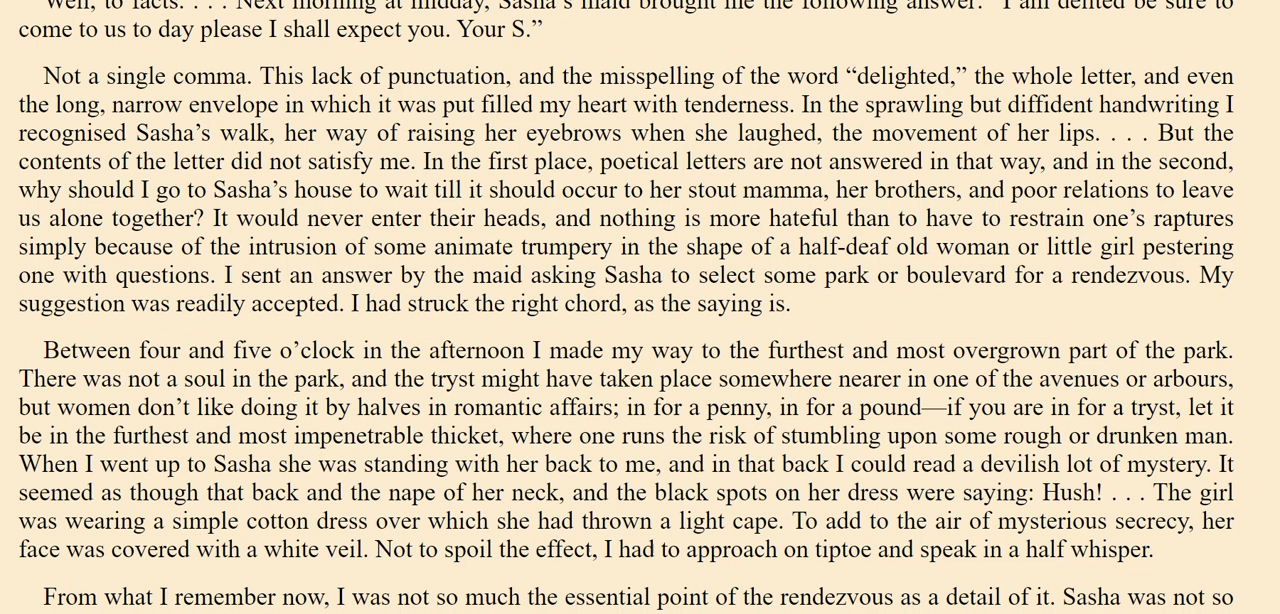 "Well, to facts. . . . Next morning at midday, Sasha's maid brought me the following answer: "I am delited be sure to
come to us to day please I shall expect you. Your S."
Not a single comma. This lack of punctuation, and the misspelling of the word “delighted,” the whole letter, and even
the long, narrow envelope in which it was put filled my heart with tenderness. In the sprawling but diffident handwriting I
recognised Sasha’s walk, her way of raising her eyebrows when she laughed, the movement of her lips. . . . But the
contents of the letter did not satisfy me. In the first place, poetical letters are not answered in that way, and in the second,
why should I go to Sasha’s house to wait till it should occur to her stout mamma, her brothers, and poor relations to leave
us alone together? It would never enter their heads, and nothing is more hateful than to have to restrain one’s raptures
simply because of the intrusion of some animate trumpery in the shape of a half-deaf old woman or little girl pestering
one with questions. I sent an answer by the maid asking Sasha to select some park or boulevard for a rendezvous. My
suggestion was readily accepted. I had struck the right chord, as the saying is.
Between four and five o’clock in the afternoon I made my way to the furthest and most overgrown part of the park.
There was not a soul in the park, and the tryst might have taken place somewhere nearer in one of the avenues or arbours,
but women don’t like doing it by halves in romantic affairs; in for a penny, in for a pound—if you are in for a tryst, let it
be in the furthest and most impenetrable thicket, where one runs the risk of stumbling upon some rough or drunken man.
When I went up to Sasha she was standing with her back to me, and in that back I could read a devilish lot of mystery. It
seemed as though that back and the nape of her neck, and the black spots on her dress were saying: Hush! . . . The girl
was wearing a simple cotton dress over which she had thrown a light cape. To add to the air of mysterious secrecy, her
face was covered with a white veil. Not to spoil the effect, I had to approach on tiptoe and speak in a half whisper.
From what I remember now, I was not so much the essential point of the rendezvous as a detail of it. Sasha was not so